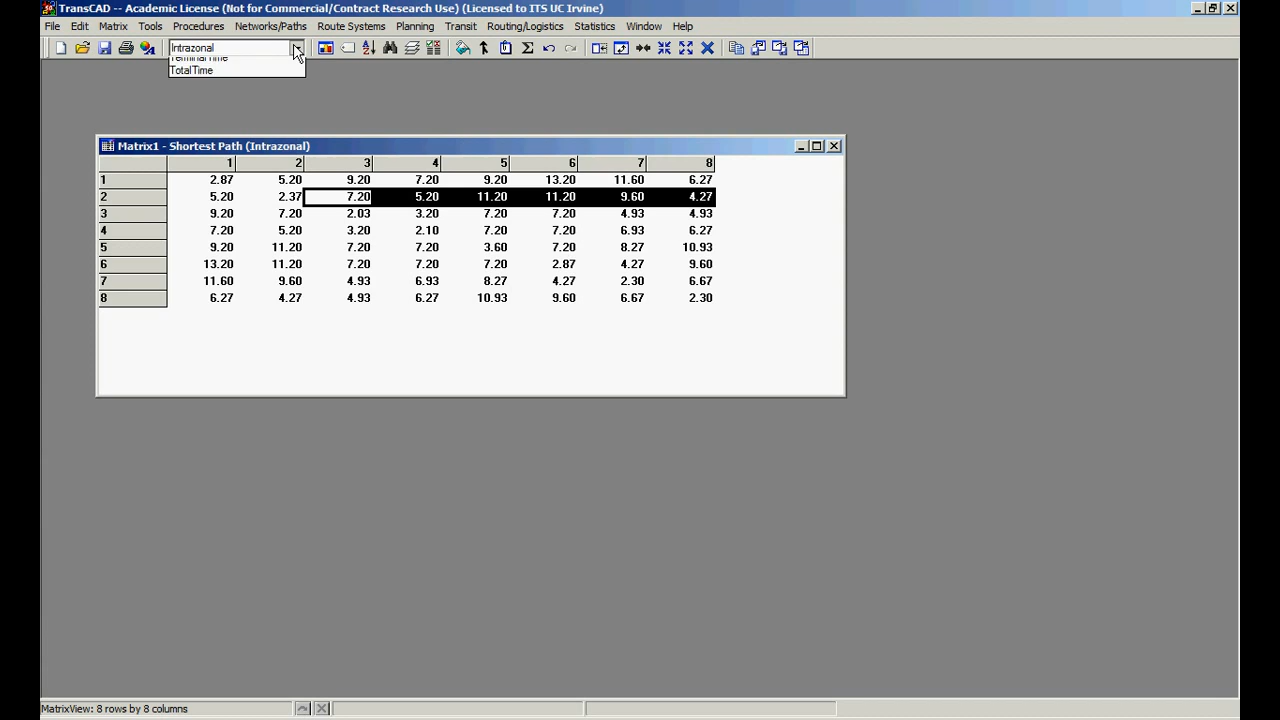 TransCAD -- Academic License (Not for Commercial/Contract Research Use) (Licensed to ITS UC Irvine)
File Edit Matrix Tools Procedures Networks/Paths Route Systems Planning Transit Routing/Logistics Statistics Window Help
Intrazonal
TerminalTime
TotalTime
Matrix1 - Shortest Path (Intrazonal)
1 2 3 4 5 6 7 8
1 2.87 5.20 9.20 7.20 9.20 13.20 11.60 6.27
2 5.20 2.37 7.20 5.20 11.20 11.20 9.60 4.27
3 9.20 7.20 2.03 3.20 7.20 7.20 4.93 4.93
4 7.20 5.20 3.20 2.10 7.20 7.20 6.93 6.27
5 9.20 11.20 7.20 7.20 3.60 7.20 8.27 10.93
6 13.20 11.20 7.20 7.20 7.20 2.87 4.27 9.60
7 11.60 9.60 4.93 6.93 8.27 4.27 2.30 6.67
8 6.27 4.27 4.93 6.27 10.93 9.60 6.67 2.30
MatrixView: 8 rows by 8 columns